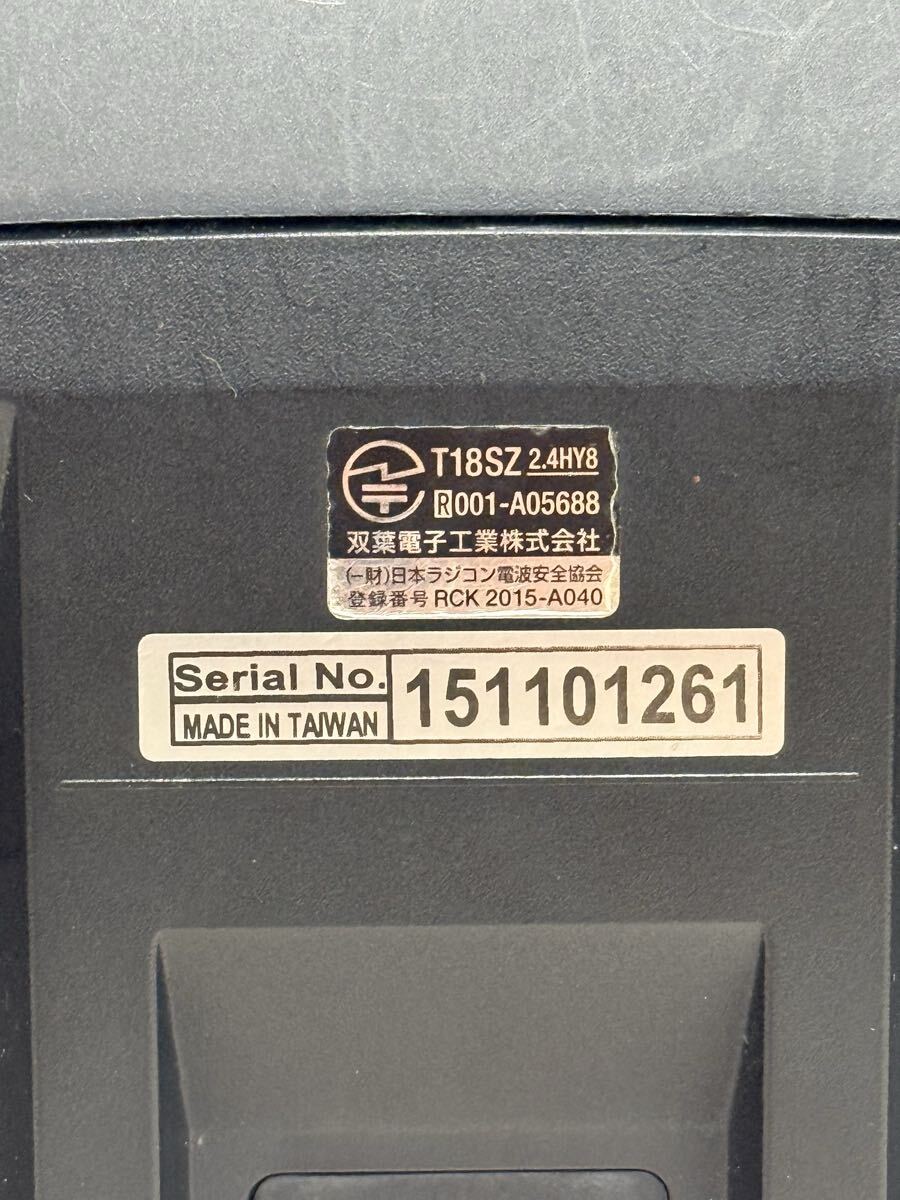 T18SZ 2.4HY8
R 001-A05688
双葉電子工業株式会社
(一財)日本ラジコン電波安全協会
登録番号 RCK 2015-A040
Serial No. 151101261
MADE IN TAIWAN